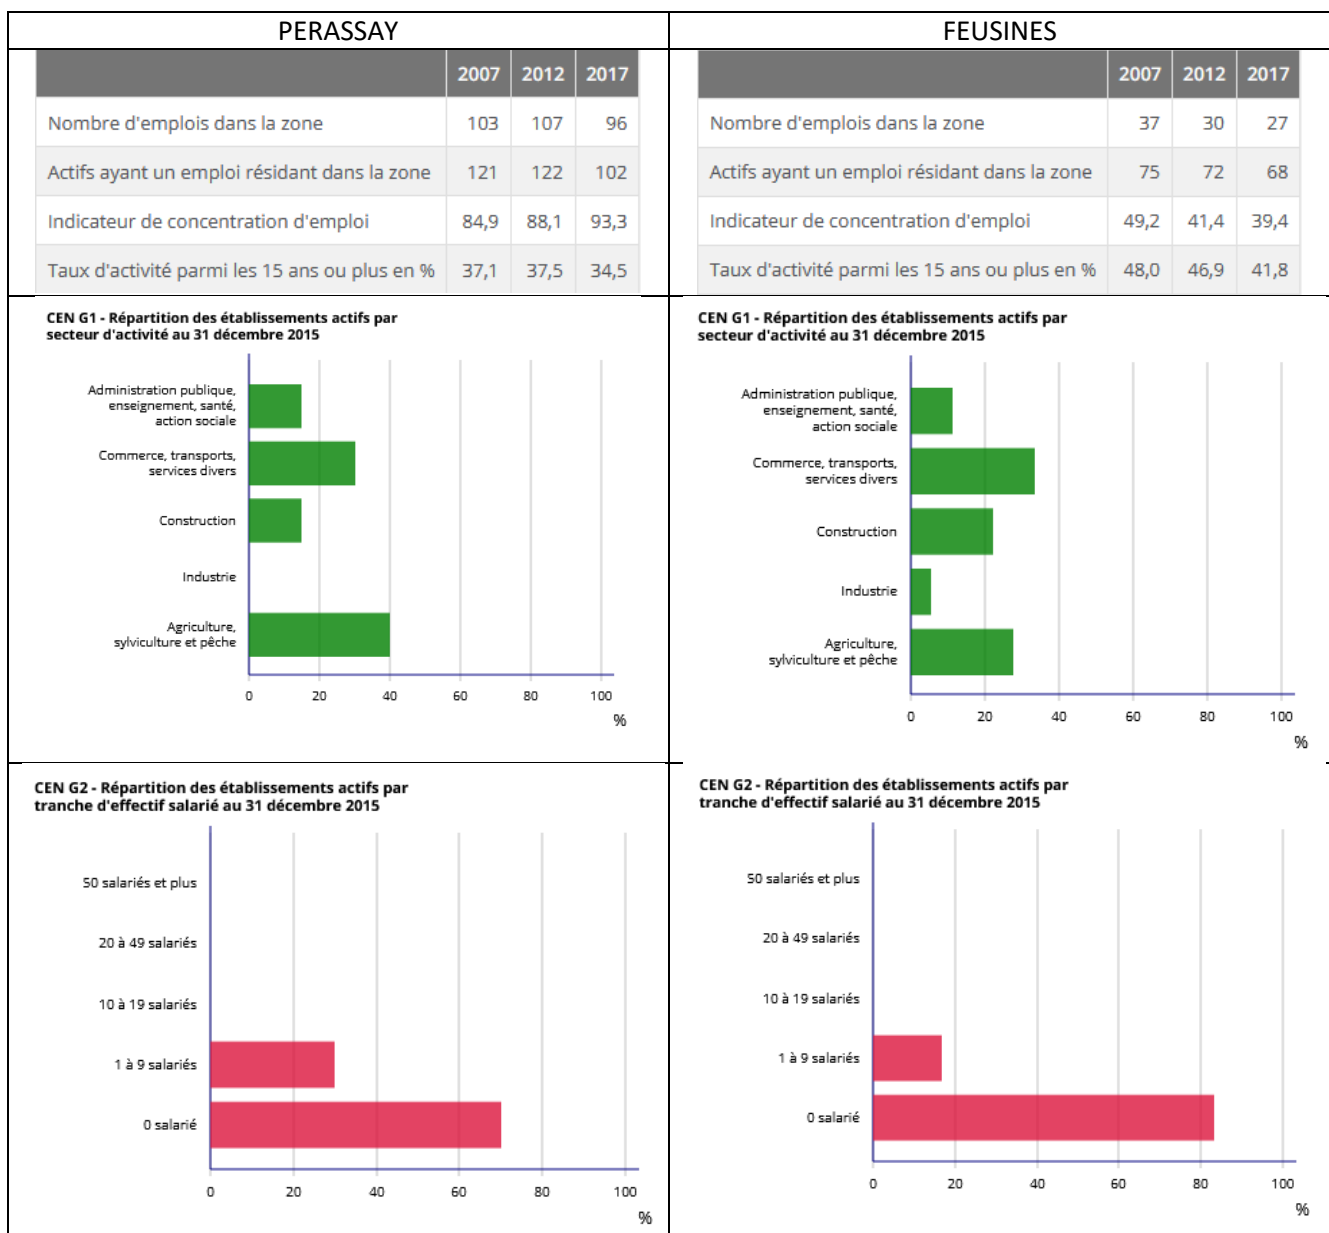 PERASSAY
FEUSINES
2007 2012 2017
Nombre d'emplois dans la zone 103 107 96
Actifs ayant un emploi résidant dans la zone 121 122 102
Indicateur de concentration d'emploi 84,9 88,1 93,3
Taux d'activité parmi les 15 ans ou plus en % 37,1 37,5 34,5
2007 2012 2017
Nombre d'emplois dans la zone 37 30 27
Actifs ayant un emploi résidant dans la zone 75 72 68
Indicateur de concentration d'emploi 49,2 41,4 39,4
Taux d'activité parmi les 15 ans ou plus en % 48,0 46,9 41,8
CEN G1 - Répartition des établissements actifs par
secteur d'activité au 31 décembre 2015
Administration publique,
enseignement, santé,
action sociale
Commerce, transports,
services divers
Construction
Industrie
Agriculture,
sylviculture et pêche
0 20 40 60 80 100
%
CEN G1 - Répartition des établissements actifs par
secteur d'activité au 31 décembre 2015
Administration publique,
enseignement, santé,
action sociale
Commerce, transports,
services divers
Construction
Industrie
Agriculture,
sylviculture et pêche
0 20 40 60 80 100
%
CEN G2 - Répartition des établissements actifs par
tranche d'effectif salarié au 31 décembre 2015
50 salariés et plus
20 à 49 salariés
10 à 19 salariés
1 à 9 salariés
0 salarié
0 20 40 60 80 100
%
CEN G2 - Répartition des établissements actifs par
tranche d'effectif salarié au 31 décembre 2015
50 salariés et plus
20 à 49 salariés
10 à 19 salariés
1 à 9 salariés
0 salarié
0 20 40 60 80 100
%